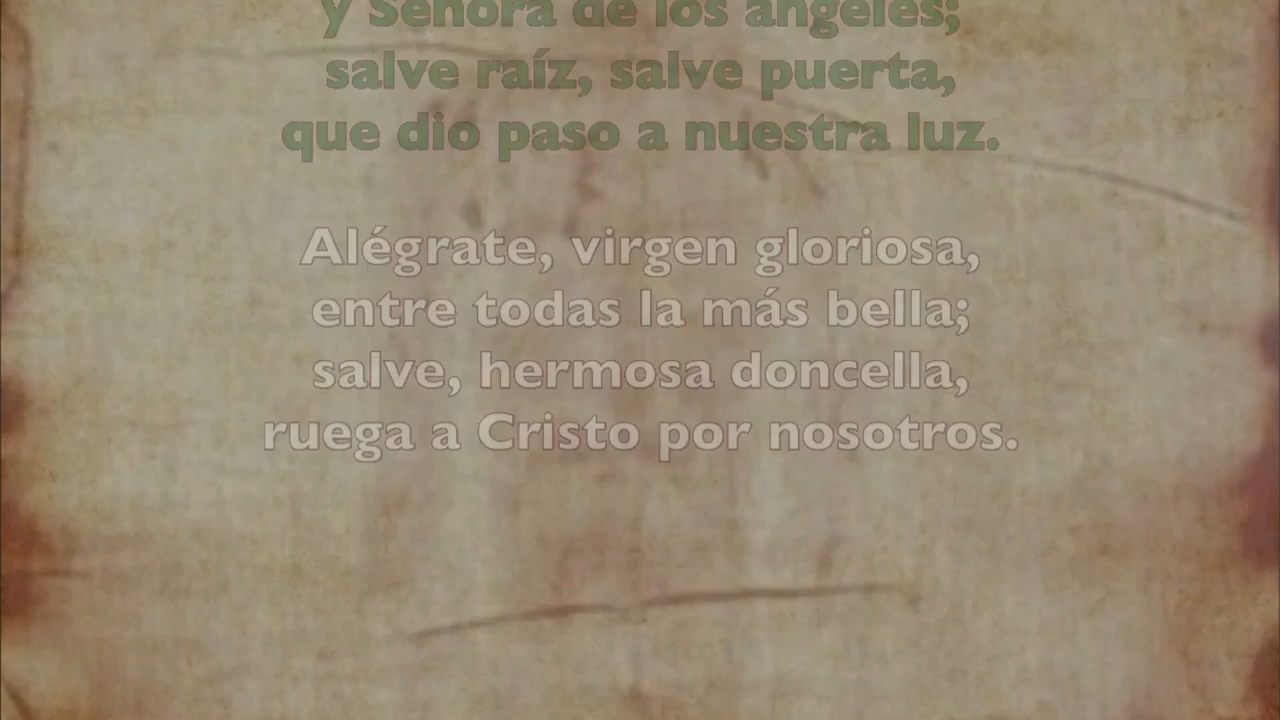 y Señora de los ángeles;
salve raíz, salve puerta,
que dio paso a nuestra luz.
Alégrate, virgen gloriosa,
entre todas la más bella;
salve, hermosa doncella,
ruega a Cristo por nosotros.